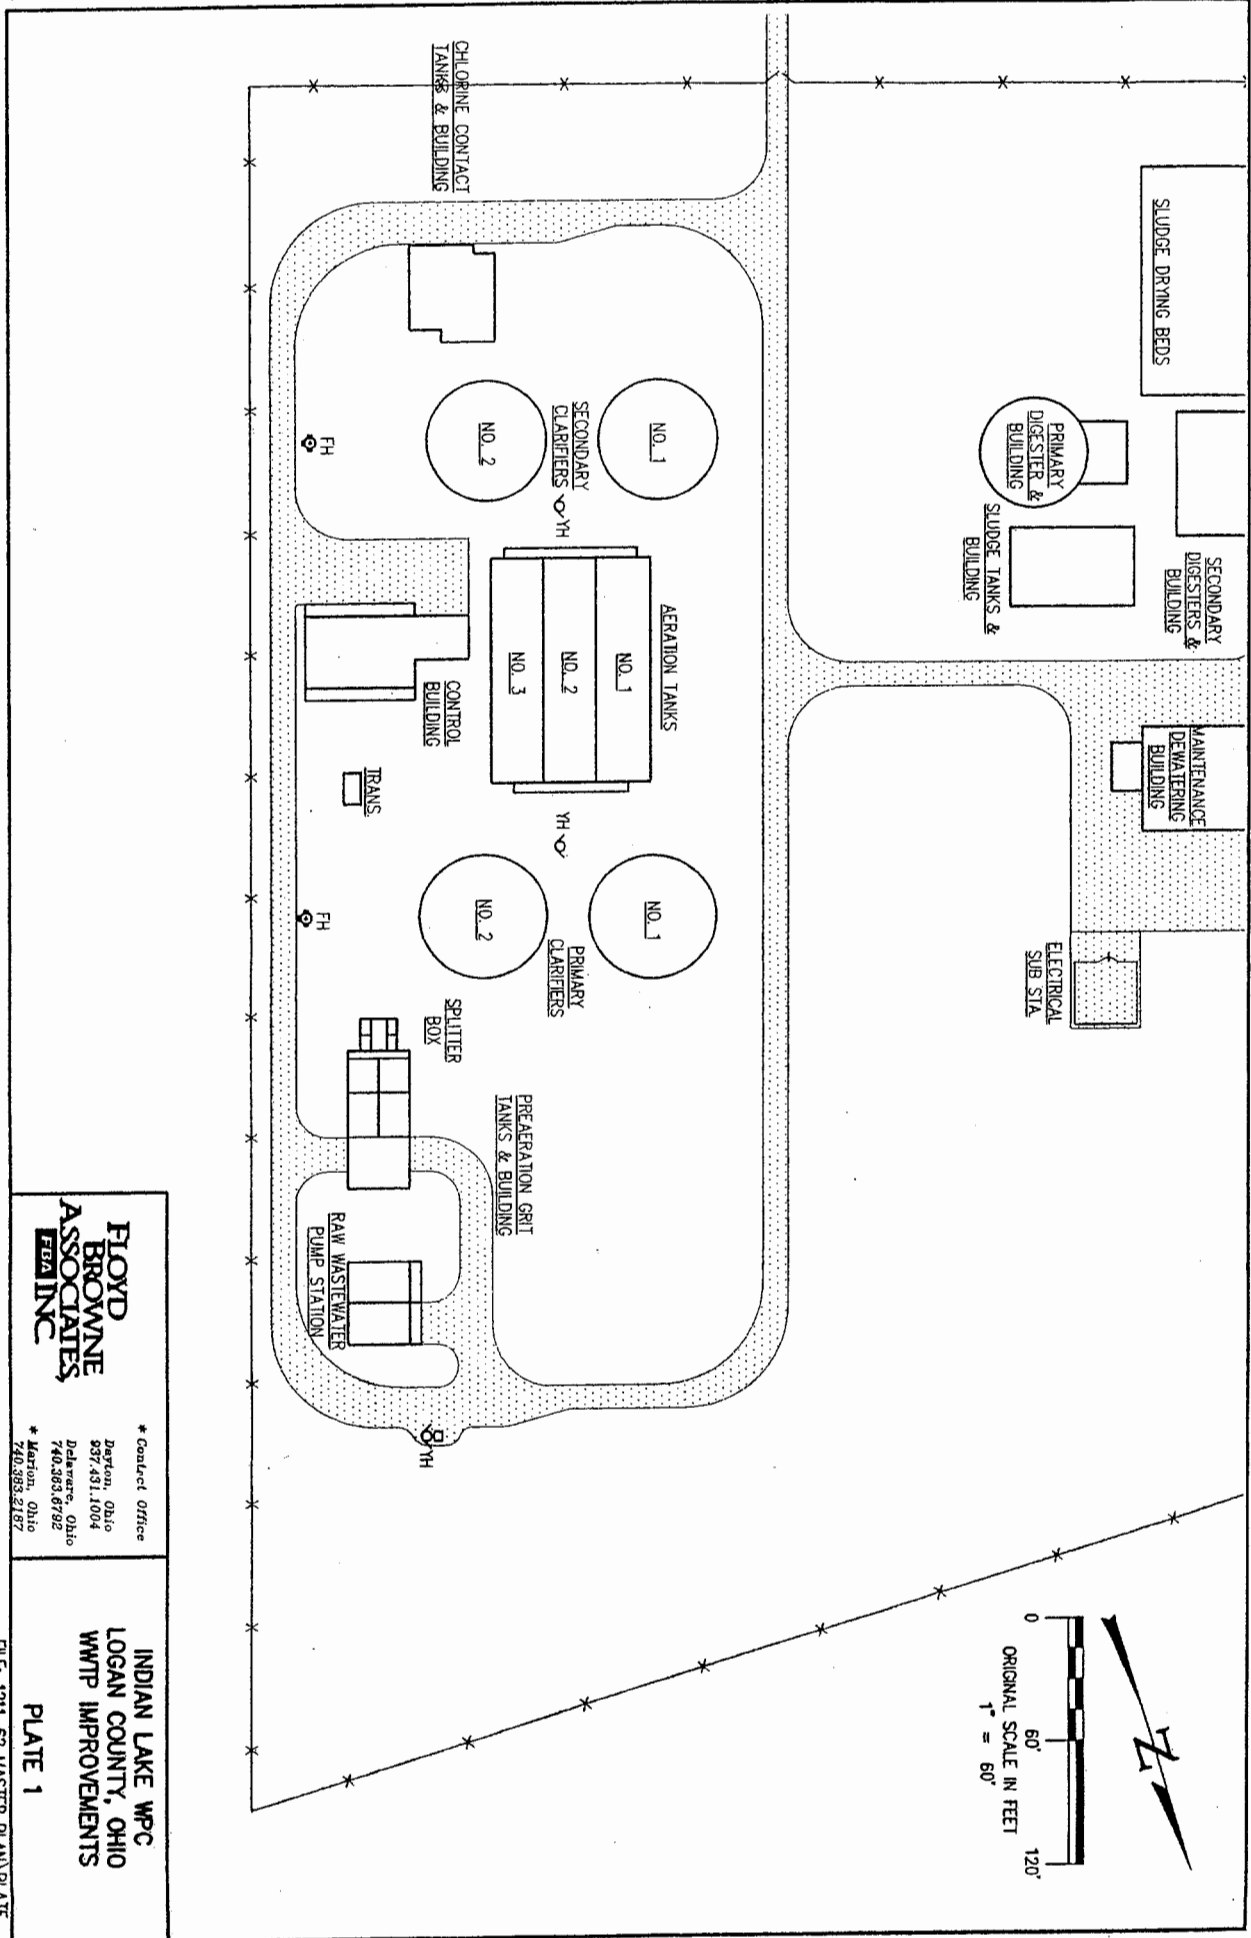 CHLORINE CONTACT
TANKS & BUILDING
SLUDGE DRYING BEDS
PRIMARY
DIGESTER &
BUILDING
SECONDARY
DIGESTERS &
BUILDING
SLUDGE TANKS &
BUILDING
NO. 1
SECONDARY
CLARIFIERS
NO. 2
YH
FH
AERATION TANKS
NO. 1
NO. 2
NO. 3
CONTROL
BUILDING
TRANS.
MAINTENANCE
DEWATERING
BUILDING
ELECTRICAL
SUB STA
YH
NO. 1
NO. 2
PRIMARY
CLARIFIERS
FH
SPLITTER
BOX
PREAERATION GRIT
TANKS & BUILDING
RAW WASTEWATER
PUMP STATION
YH
N
0
60'
120'
ORIGINAL SCALE IN FEET
1" = 60'
FLOYD
BROWNE
ASSOCIATES,
FBA INC.
* Contact Office
Dayton, Ohio
937.431.1004
Delaware, Ohio
740.363.6792
* Marion, Ohio
740.383.2187
INDIAN LAKE WPC
LOGAN COUNTY, OHIO
WWTP IMPROVEMENTS
PLATE 1